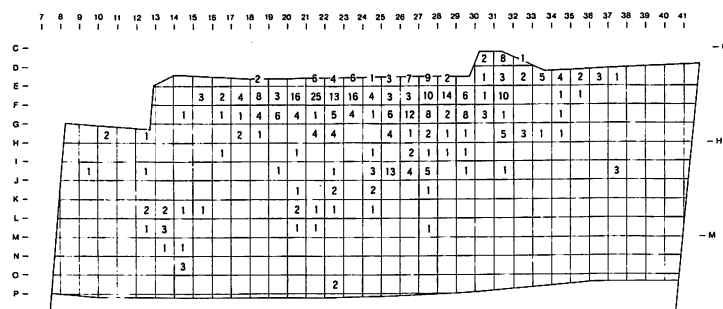 7 8 9 10 11 12 13 14 15 16 17 18 19 20 21 22 23 24 25 26 27 28 29 30 31 32 33 34 35 36 37 38 39 40 41
C –
2 8 1
D –
2 6 4 6 1 3 7 9 2 1 3 2 5 4 2 3 1
E –
3 2 4 8 3 16 25 13 16 4 3 3 10 14 6 1 10 1 1
F –
1 1 1 4 6 4 1 5 4 1 6 12 8 2 8 3 1 1
G –
2 1 2 1 4 4 4 1 2 1 1 5 3 1 1
H – –H
1 1 1 2 1 1 1
I –
1 1 1 1 3 13 4 5 1 1 3
J –
1 2 2 1
K –
2 2 1 1 2 1 1 1
L –
1 3 1 1 1
M – –M
1 1
N –
3
O –
2
P –